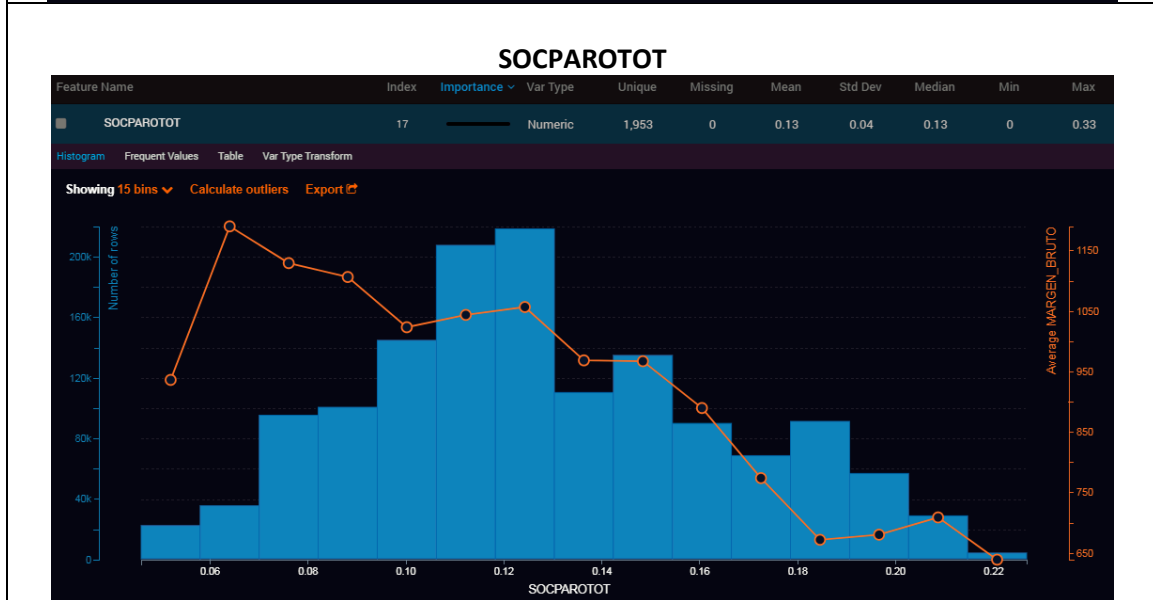 SOCPAROTOT
Feature Name Index Importance Var Type Unique Missing Mean Std Dev Median Min Max
SOCPAROTOT 17 Numeric 1,953 0 0.13 0.04 0.13 0 0.33
Histogram Frequent Values Table Var Type Transform
Showing 15 bins Calculate outliers Export
Number of rows
200k
160k
120k
80k
40k
0
Average MARGEN_BRUTO
1150
1050
950
850
750
650
0.06 0.08 0.10 0.12 0.14 0.16 0.18 0.20 0.22
SOCPAROTOT